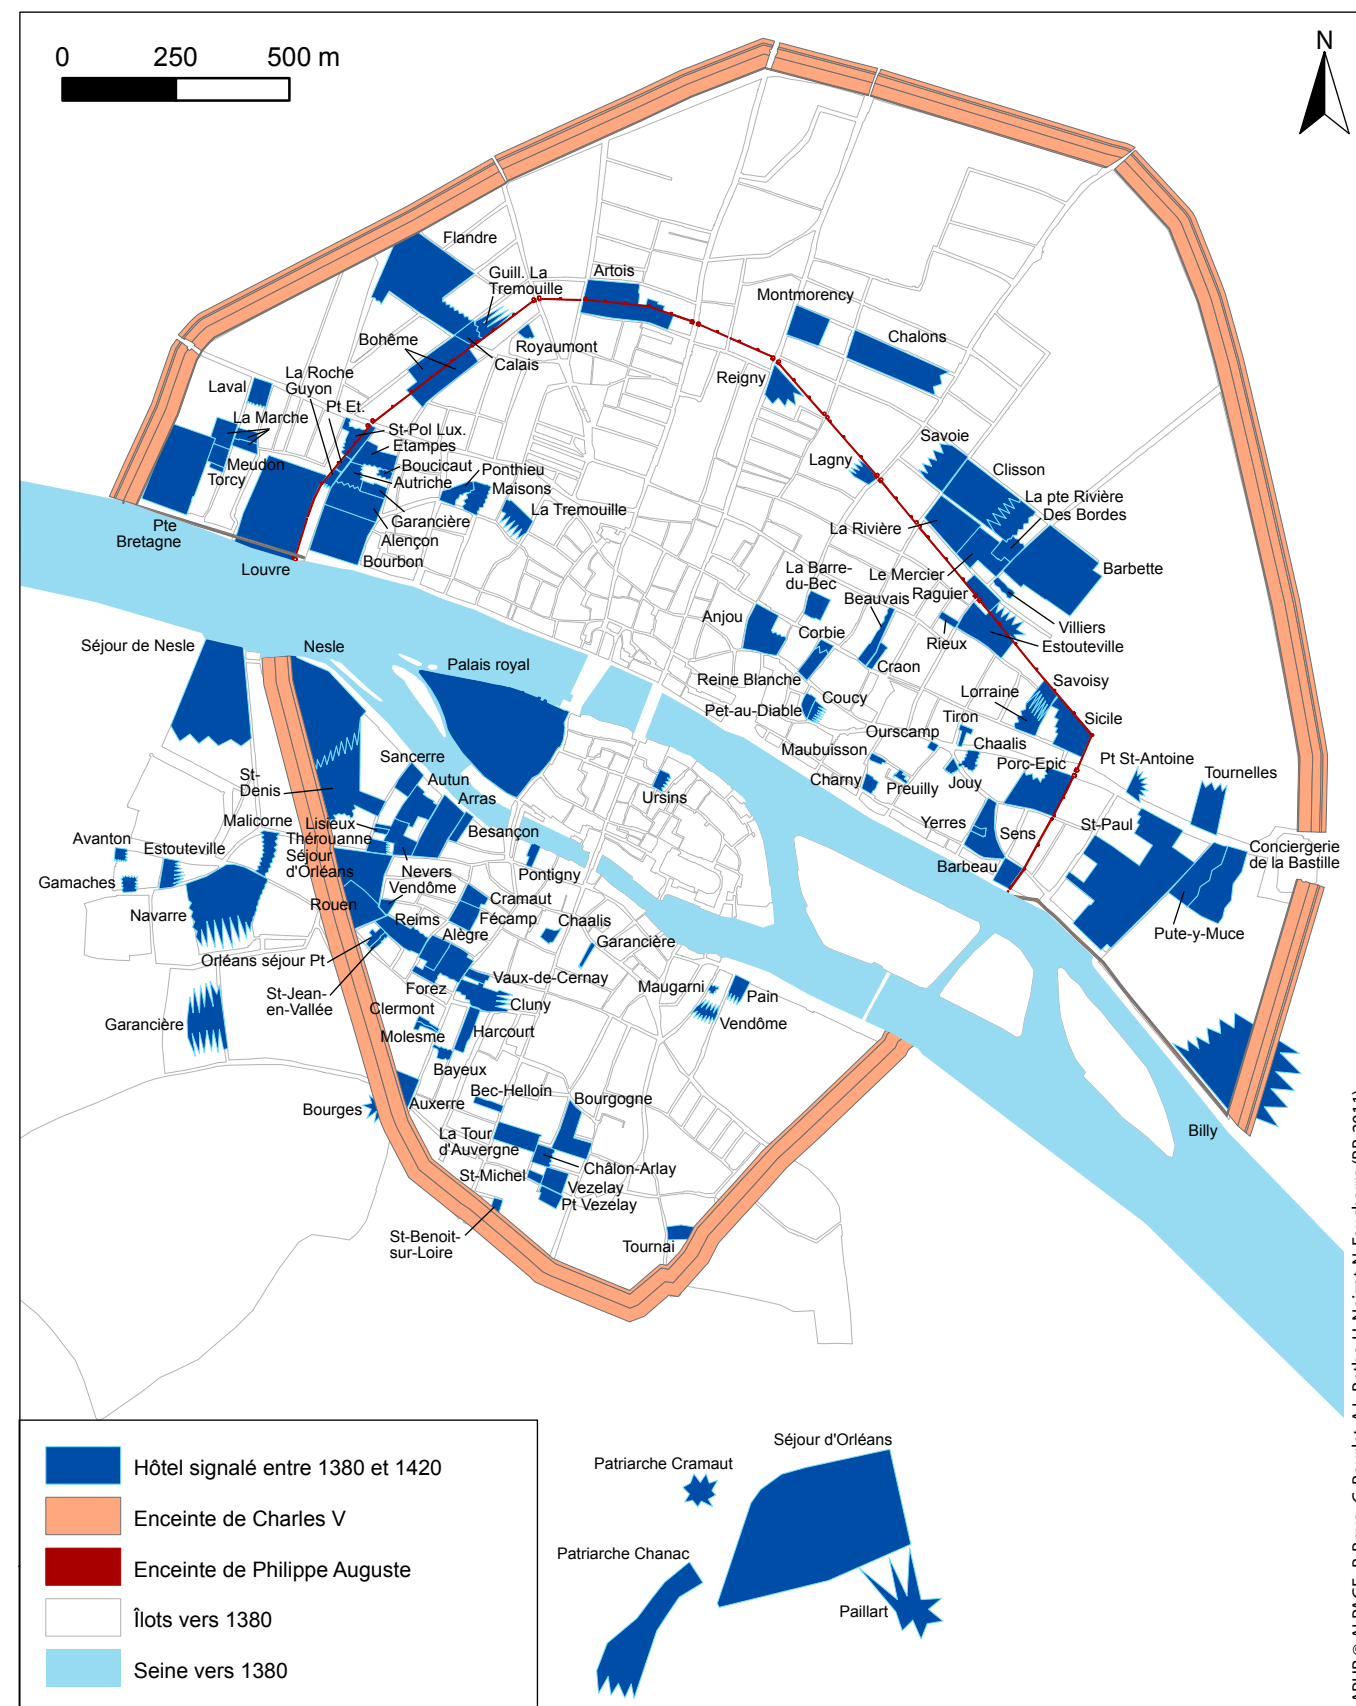 0 250 500 m
N
Flandre
Guill. La
Tremouille
Artois
Montmorency
Chalons
Bohême
Royaumont
Calais
La Roche
Guyon
Laval
Pt Et.
La Marche
St-Pol Lux.
Etampes
Meudon
Torcy
Boucicaut
Autriche
Ponthieu
Maisons
La Tremouille
Garancière
Alençon
Bourbon
Pte
Bretagne
Louvre
Reigny
Lagny
Savoie
Clisson
La pte Rivière
Des Bordes
La Rivière
Le Mercier
Barbette
La Barre-
du-Bec
Beauvais
Raguier
Anjou
Corbie
Rieux
Villiers
Estouteville
Craon
Reine Blanche
Coucy
Pet-au-Diable
Lorraine
Savoisy
Sicile
Tiron
Ourscamp
Chaalis
Maubuisson
Porc-Epic
Pt St-Antoine
Tournelles
Charny
Preuilly
Jouy
Yerres
Sens
St-Paul
Barbeau
Conciergerie
de la Bastille
Pute-y-Muce
Billy
Séjour de Nesle
Nesle
Palais royal
Sancerre
Autun
Arras
Ursins
St-
Denis
Malicorne
Lisieux
Thérouanne
Besançon
Avanton
Estouteville
Séjour
d'Orléans
Nevers
Pontigny
Gamaches
Vendôme
Cramaut
Navarre
Rouen
Reims
Fécamp
Chaalis
Alègre
Garancière
Orléans séjour Pt
Forez
Vaux-de-Cernay
Maugarni
Pain
St-Jean-
en-Vallée
Clermont
Cluny
Vendôme
Garancière
Molesme
Harcourt
Bayeux
Bec-Helloin
Bourges
Auxerre
Bourgogne
La Tour
d'Auvergne
Châlon-Arlay
St-Michel
Vezelay
Pt Vezelay
St-Benoit-
sur-Loire
Tournai
Hôtel signalé entre 1380 et 1420
Enceinte de Charles V
Enceinte de Philippe Auguste
Îlots vers 1380
Seine vers 1380
Séjour d'Orléans
Patriarche Cramaut
Patriarche Chanac
Paillart